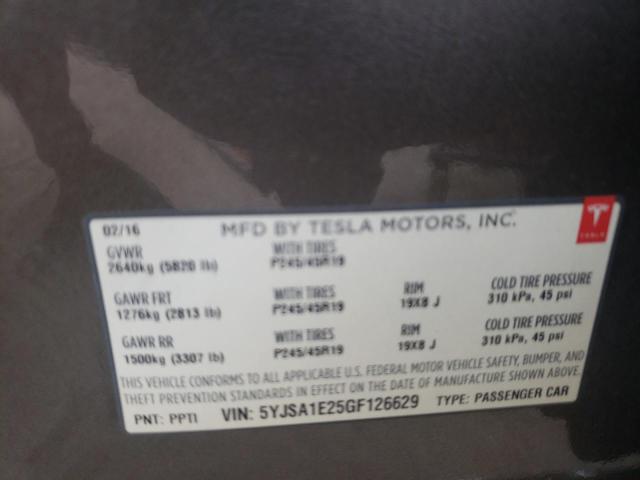 02/16 MFD BY TESLA MOTORS, INC.
TESLA
GVWR WITH TIRES
2640kg (5820 lb) P245/45R19
GAWR FRT WITH TIRES RIM COLD TIRE PRESSURE
1276kg (2813 lb) P245/45R19 19X8 J 310 kPa, 45 psi
GAWR RR WITH TIRES RIM COLD TIRE PRESSURE
1500kg (3307 lb) P245/45R19 19X8 J 310 kPa, 45 psi
THIS VEHICLE CONFORMS TO ALL APPLICABLE U.S. FEDERAL MOTOR VEHICLE SAFETY, BUMPER, AND
THEFT PREVENTION STANDARDS IN EFFECT ON THE DATE OF MANUFACTURE SHOWN ABOVE.
PNT: PPTI VIN: 5YJSA1E25GF126629 TYPE: PASSENGER CAR